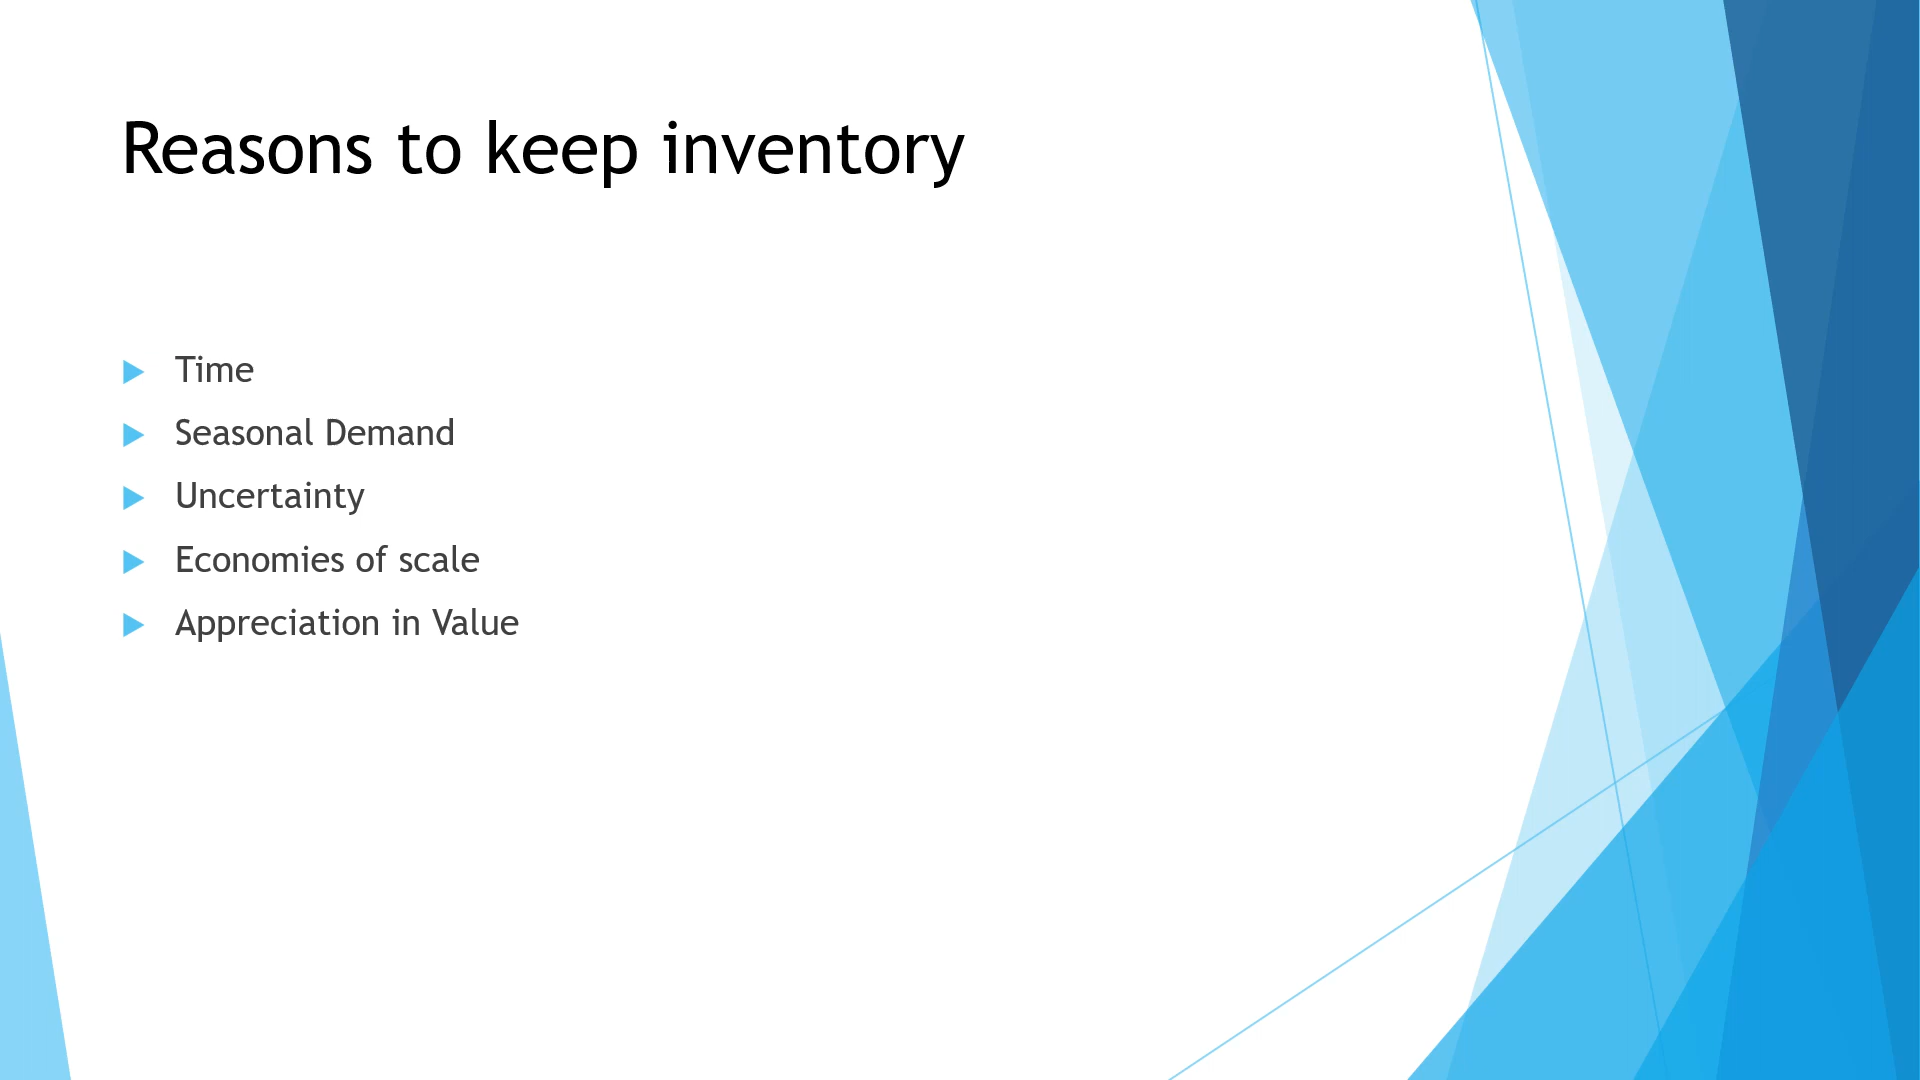 Reasons to keep inventory
Time
Seasonal Demand
Uncertainty
Economies of scale
Appreciation in Value